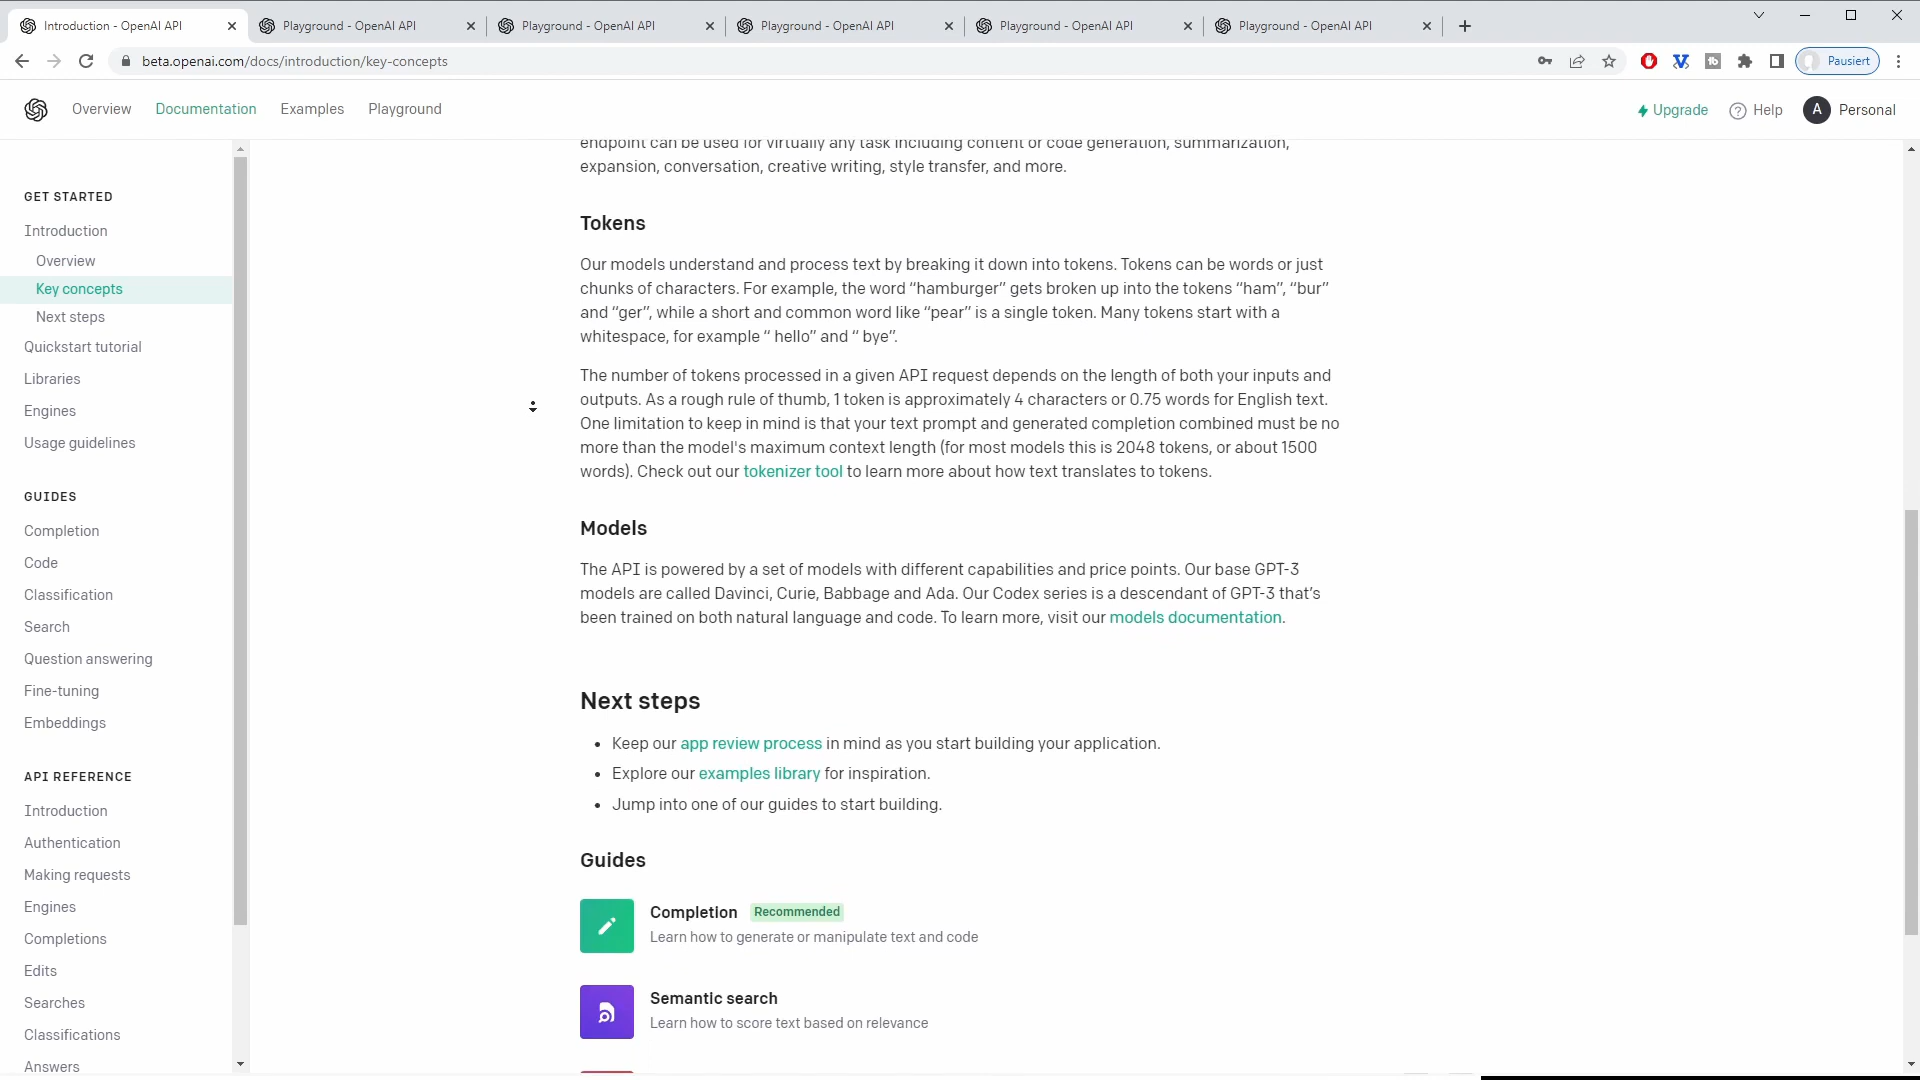 Introduction - OpenAI API
Playground - OpenAI API
Playground - OpenAI API
Playground - OpenAI API
Playground - OpenAI API
Playground - OpenAI API
beta.openai.com/docs/introduction/key-concepts
Pausiert
Overview
Documentation
Examples
Playground
Upgrade
Help
A
Personal
GET STARTED
Introduction
Overview
Key concepts
Next steps
Quickstart tutorial
Libraries
Engines
Usage guidelines
GUIDES
Completion
Code
Classification
Search
Question answering
Fine-tuning
Embeddings
API REFERENCE
Introduction
Authentication
Making requests
Engines
Completions
Edits
Searches
Classifications
Answers
endpoint can be used for virtually any task including content or code generation, summarization,
expansion, conversation, creative writing, style transfer, and more.
Tokens
Our models understand and process text by breaking it down into tokens. Tokens can be words or just
chunks of characters. For example, the word “hamburger” gets broken up into the tokens “ham”, “bur”
and “ger”, while a short and common word like “pear” is a single token. Many tokens start with a
whitespace, for example “ hello” and “ bye”.
The number of tokens processed in a given API request depends on the length of both your inputs and
outputs. As a rough rule of thumb, 1 token is approximately 4 characters or 0.75 words for English text.
One limitation to keep in mind is that your text prompt and generated completion combined must be no
more than the model's maximum context length (for most models this is 2048 tokens, or about 1500
words). Check out our tokenizer tool to learn more about how text translates to tokens.
Models
The API is powered by a set of models with different capabilities and price points. Our base GPT-3
models are called Davinci, Curie, Babbage and Ada. Our Codex series is a descendant of GPT-3 that’s
been trained on both natural language and code. To learn more, visit our models documentation.
Next steps
• Keep our app review process in mind as you start building your application.
• Explore our examples library for inspiration.
• Jump into one of our guides to start building.
Guides
Completion Recommended
Learn how to generate or manipulate text and code
Semantic search
Learn how to score text based on relevance